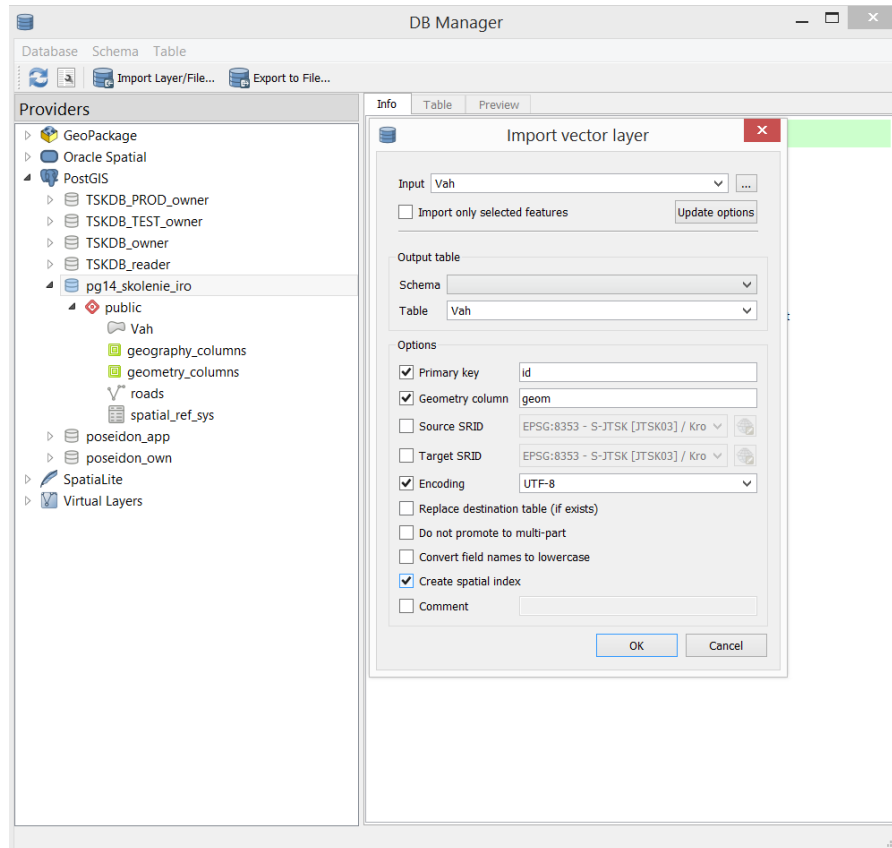 DB Manager
Database Schema Table
Import Layer/File... Export to File...
Providers
GeoPackage
Oracle Spatial
PostGIS
TSKDB_PROD_owner
TSKDB_TEST_owner
TSKDB_owner
TSKDB_reader
pg14_skolenie_iro
public
Vah
geography_columns
geometry_columns
roads
spatial_ref_sys
poseidon_app
poseidon_own
SpatiaLite
Virtual Layers
Info Table Preview
Import vector layer
Input Vah ...
Import only selected features Update options
Output table
Schema
Table Vah
Options
Primary key id
Geometry column geom
Source SRID EPSG:8353 - S-JTSK [JTSK03] / Kro
Target SRID EPSG:8353 - S-JTSK [JTSK03] / Kro
Encoding UTF-8
Replace destination table (if exists)
Do not promote to multi-part
Convert field names to lowercase
Create spatial index
Comment
OK Cancel